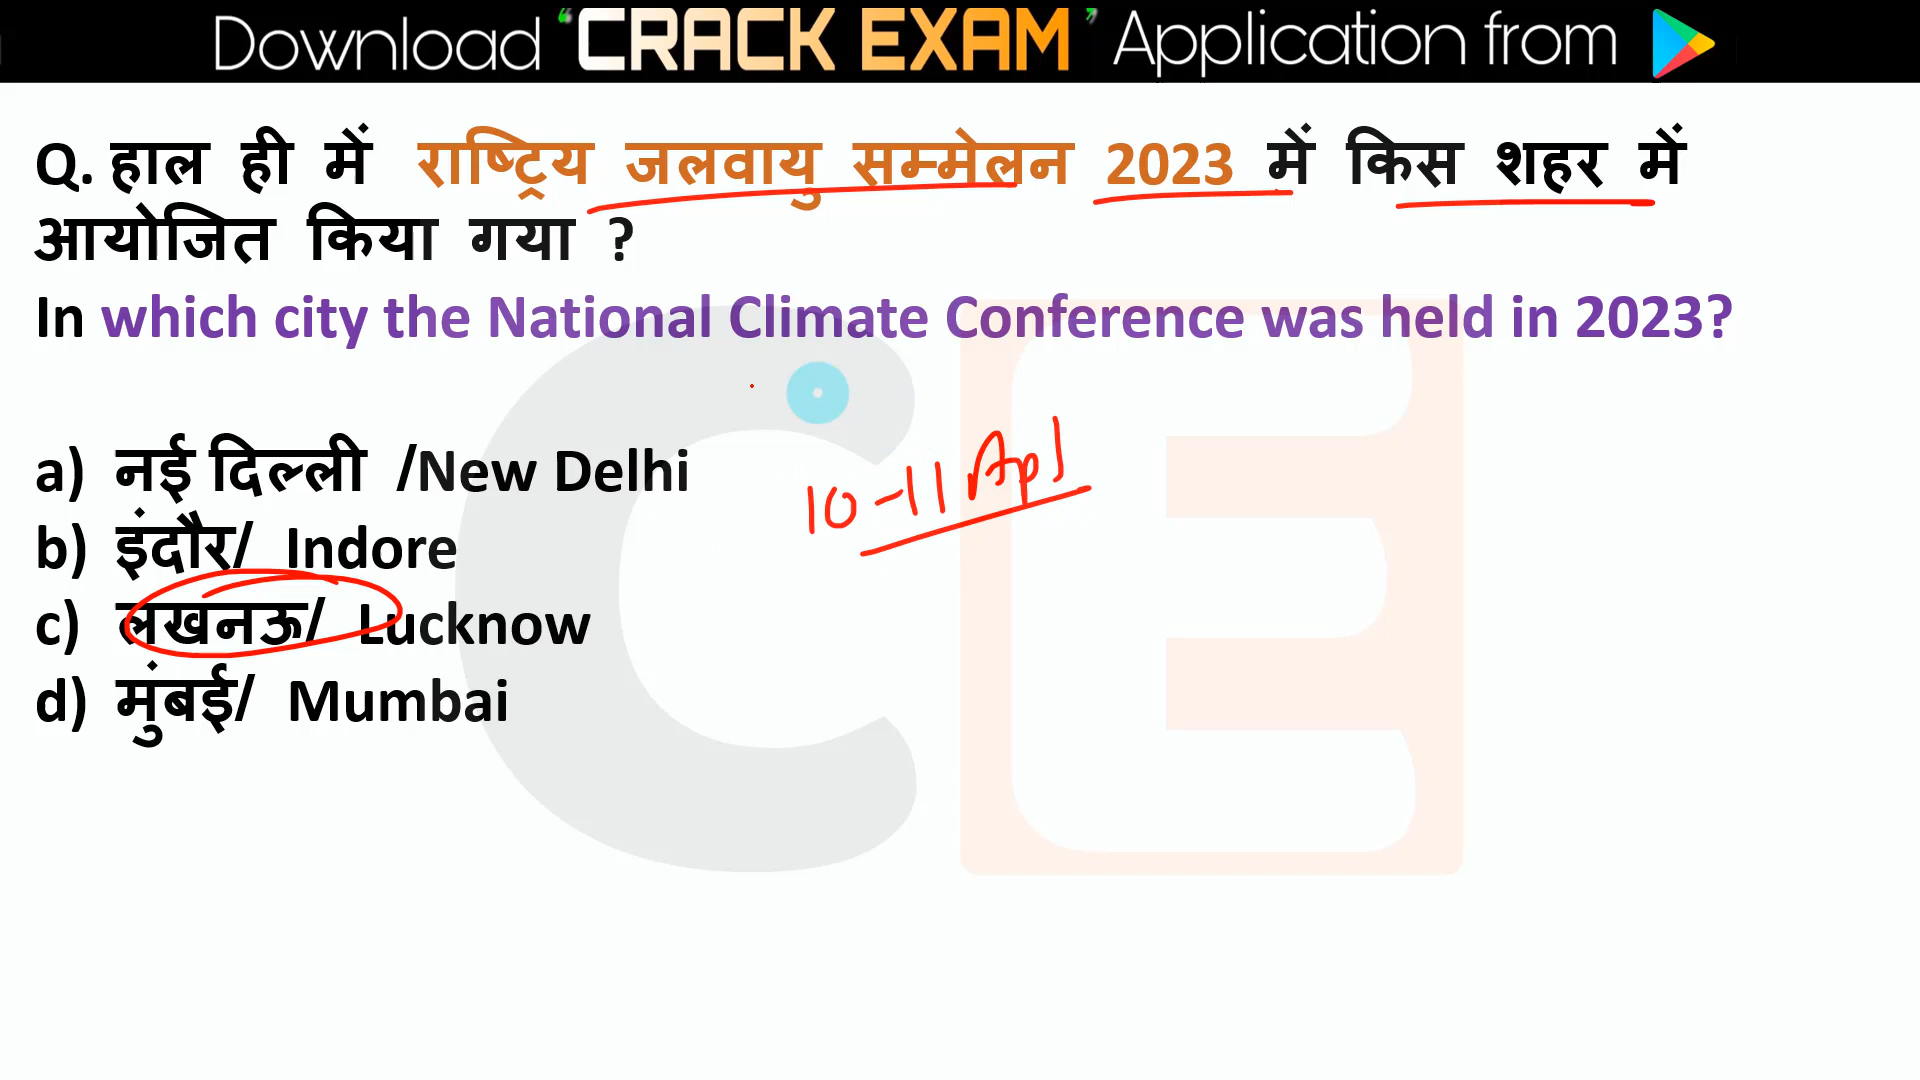 Download ‘CRACK EXAM’ Application from
Q. हाल ही में राष्ट्रिय जलवायु सम्मेलन 2023 में किस शहर में
आयोजित किया गया ?
In which city the National Climate Conference was held in 2023?
a) नई दिल्ली /New Delhi
10-11 Apl
b) इंदौर/ Indore
c) लखनऊ/ Lucknow
d) मुंबई/ Mumbai
CE